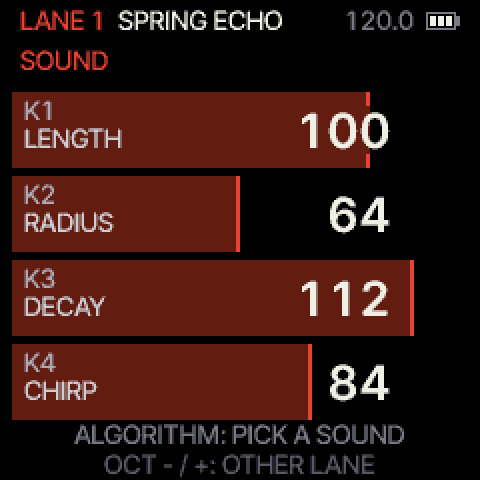 LANE 1 SPRING ECHO 120.0
SOUND
K1
LENGTH 100
K2
RADIUS 64
K3
DECAY 112
K4
CHIRP 84
ALGORITHM: PICK A SOUND
OCT - / +: OTHER LANE